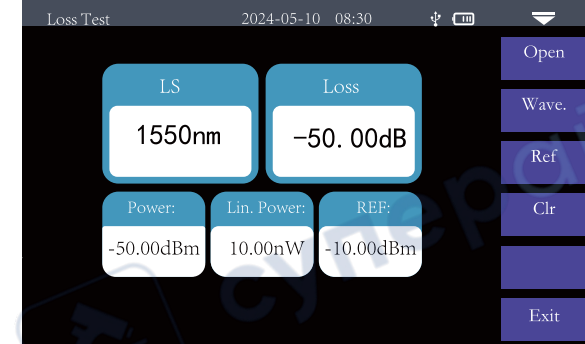 Loss Test 2024-05-10 08:30
Open
LS Loss
Wave.
1550nm -50.00dB
Ref
Power: Lin. Power: REF: Clr
-50.00dBm 10.00nW -10.00dBm
Exit